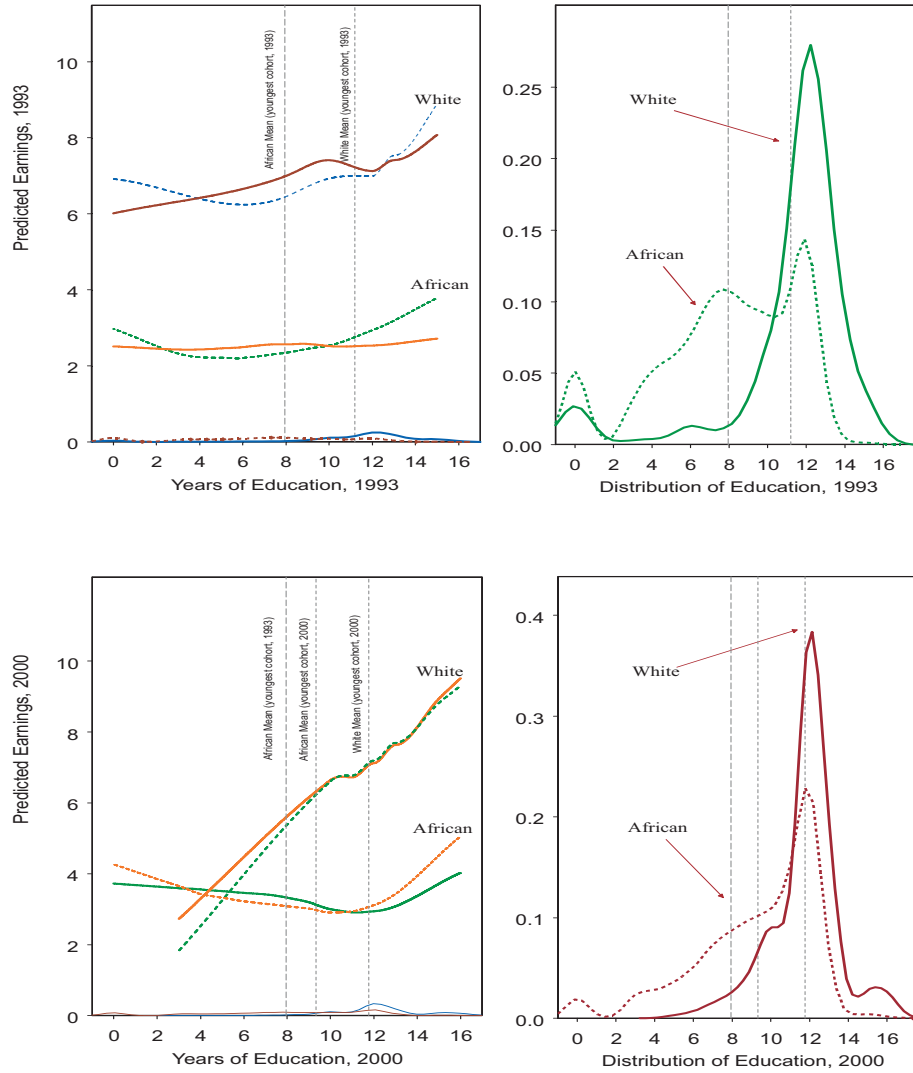 Predicted Earnings, 1993
10
8
6
4
2
0
African Mean (youngest cohort, 1993)
White Mean (youngest cohort, 1993)
White
African
0 2 4 6 8 10 12 14 16
Years of Education, 1993
0.25
0.20
0.15
0.10
0.05
0.00
White
African
0 2 4 6 8 10 12 14 16
Distribution of Education, 1993
Predicted Earnings, 2000
10
8
6
4
2
0
African Mean (youngest cohort, 1993)
African Mean (youngest cohort, 2000)
White Mean (youngest cohort, 2000)
White
African
0 2 4 6 8 10 12 14 16
Years of Education, 2000
0.4
0.3
0.2
0.1
0.0
White
African
0 2 4 6 8 10 12 14 16
Distribution of Education, 2000